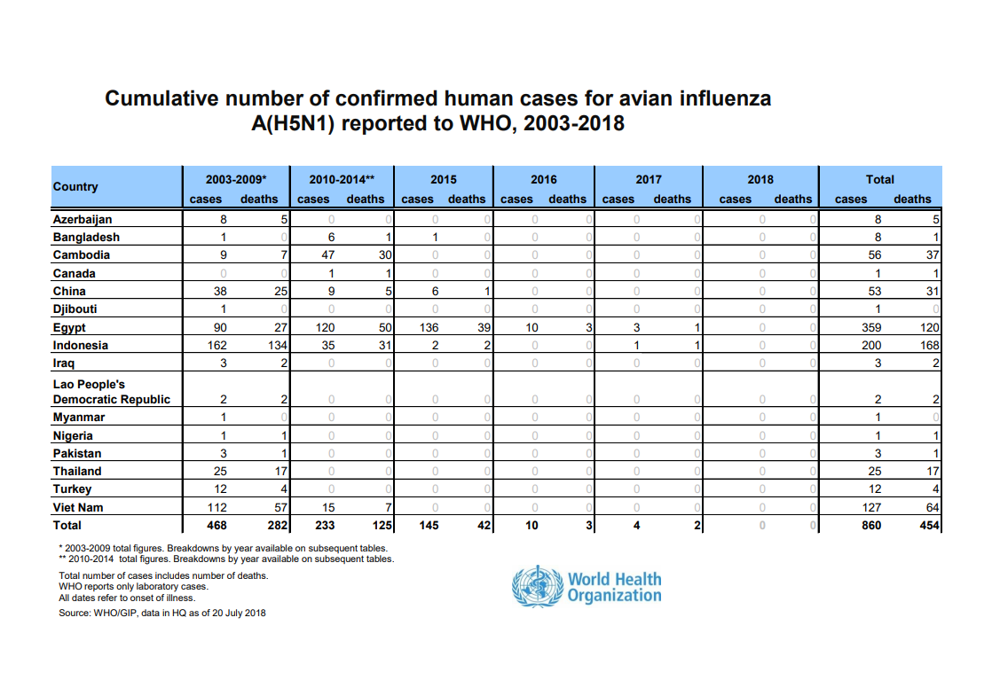 Cumulative number of confirmed human cases for avian influenza
A(H5N1) reported to WHO, 2003-2018
Country 2003-2009* 2010-2014** 2015 2016 2017 2018 Total
cases deaths cases deaths cases deaths cases deaths cases deaths cases deaths cases deaths
Azerbaijan 8 5 0 0 0 0 0 0 0 0 0 0 8 5
Bangladesh 1 0 6 1 1 0 0 0 0 0 0 0 8 1
Cambodia 9 7 47 30 0 0 0 0 0 0 0 0 56 37
Canada 0 0 1 1 0 0 0 0 0 0 0 0 1 1
China 38 25 9 5 6 1 0 0 0 0 0 0 53 31
Djibouti 1 0 0 0 0 0 0 0 0 0 0 0 1 0
Egypt 90 27 120 50 136 39 10 3 3 1 0 0 359 120
Indonesia 162 134 35 31 2 2 0 0 1 1 0 0 200 168
Iraq 3 2 0 0 0 0 0 0 0 0 0 0 3 2
Lao People's
Democratic Republic 2 2 0 0 0 0 0 0 0 0 0 0 2 2
Myanmar 1 0 0 0 0 0 0 0 0 0 0 0 1 0
Nigeria 1 1 0 0 0 0 0 0 0 0 0 0 1 1
Pakistan 3 1 0 0 0 0 0 0 0 0 0 0 3 1
Thailand 25 17 0 0 0 0 0 0 0 0 0 0 25 17
Turkey 12 4 0 0 0 0 0 0 0 0 0 0 12 4
Viet Nam 112 57 15 7 0 0 0 0 0 0 0 0 127 64
Total 468 282 233 125 145 42 10 3 4 2 0 0 860 454
* 2003-2009 total figures. Breakdowns by year available on subsequent tables.
** 2010-2014 total figures. Breakdowns by year available on subsequent tables.
Total number of cases includes number of deaths.
WHO reports only laboratory cases.
All dates refer to onset of illness.
Source: WHO/GIP, data in HQ as of 20 July 2018
World Health
Organization